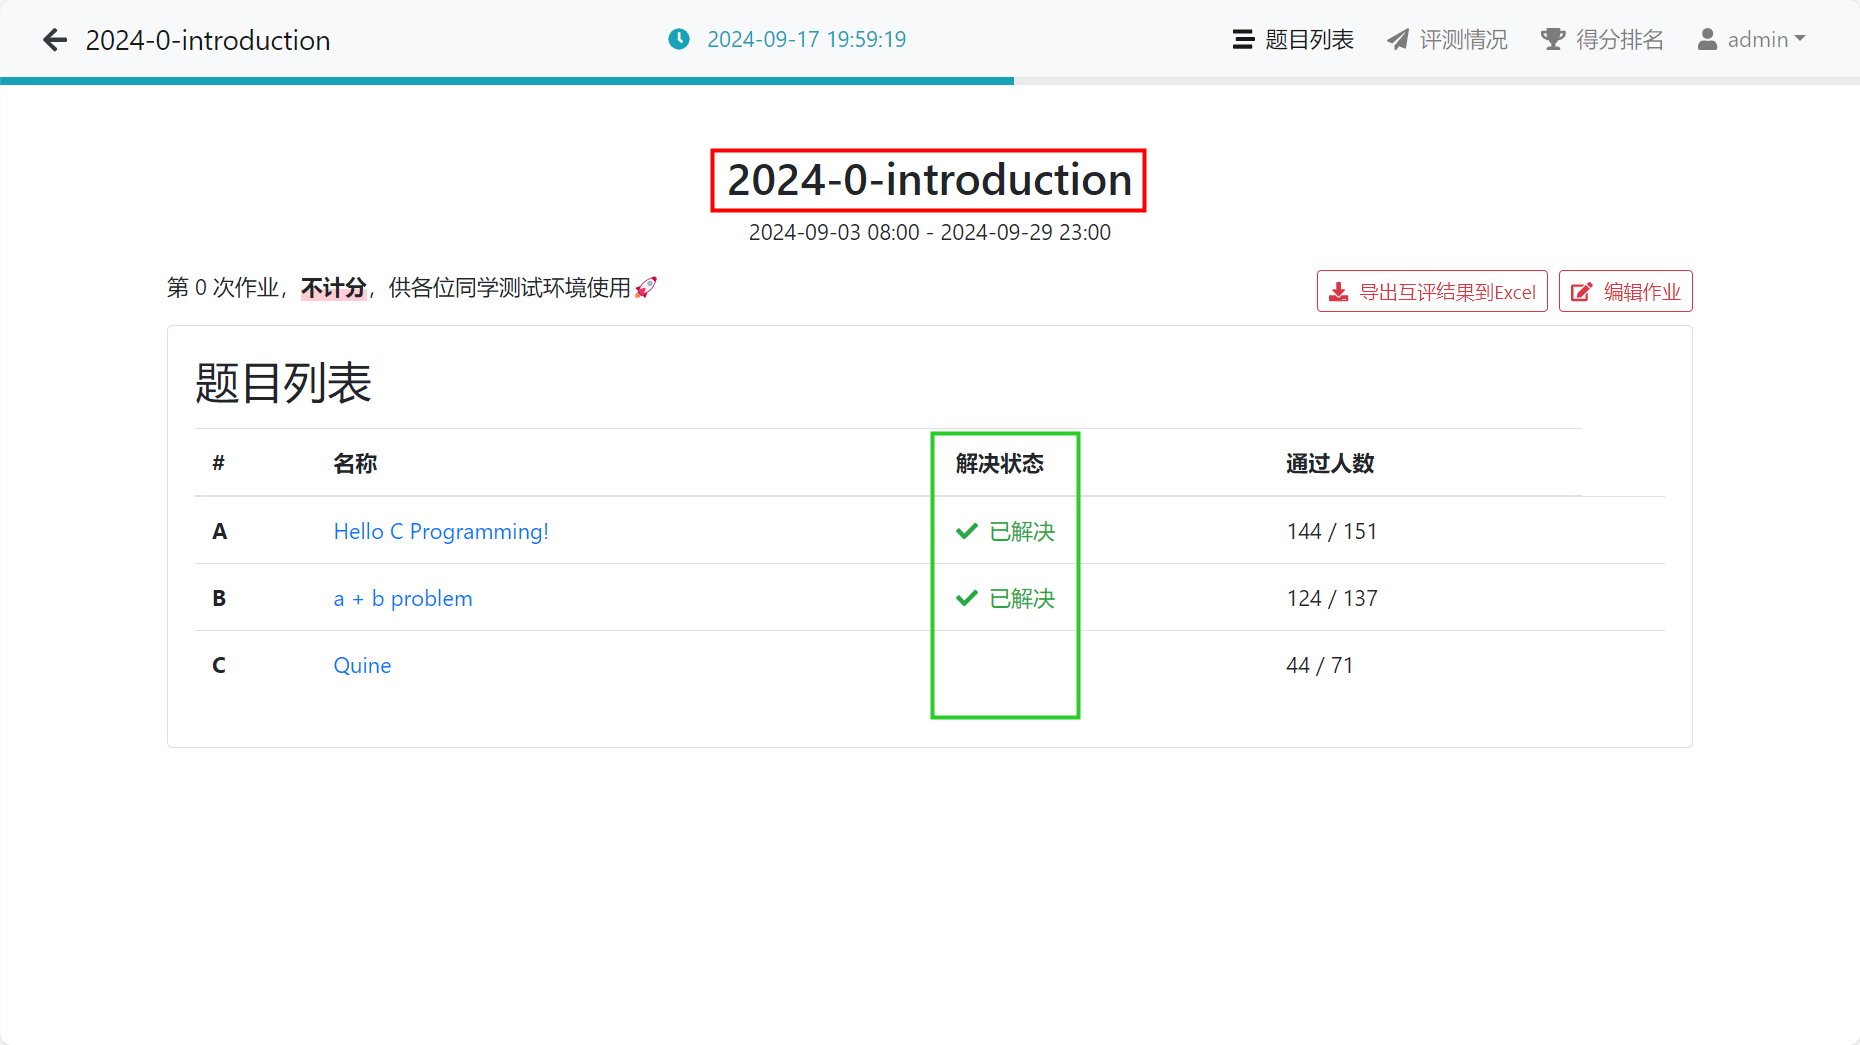 2024-0-introduction
2024-09-17 19:59:19
题目列表
评测情况
得分排名
admin
2024-0-introduction
2024-09-03 08:00 - 2024-09-29 23:00
第 0 次作业，不计分，供各位同学测试环境使用🚀
导出互评结果到Excel
编辑作业
题目列表
# 名称 解决状态 通过人数
A Hello C Programming! 已解决 144 / 151
B a + b problem 已解决 124 / 137
C Quine 44 / 71